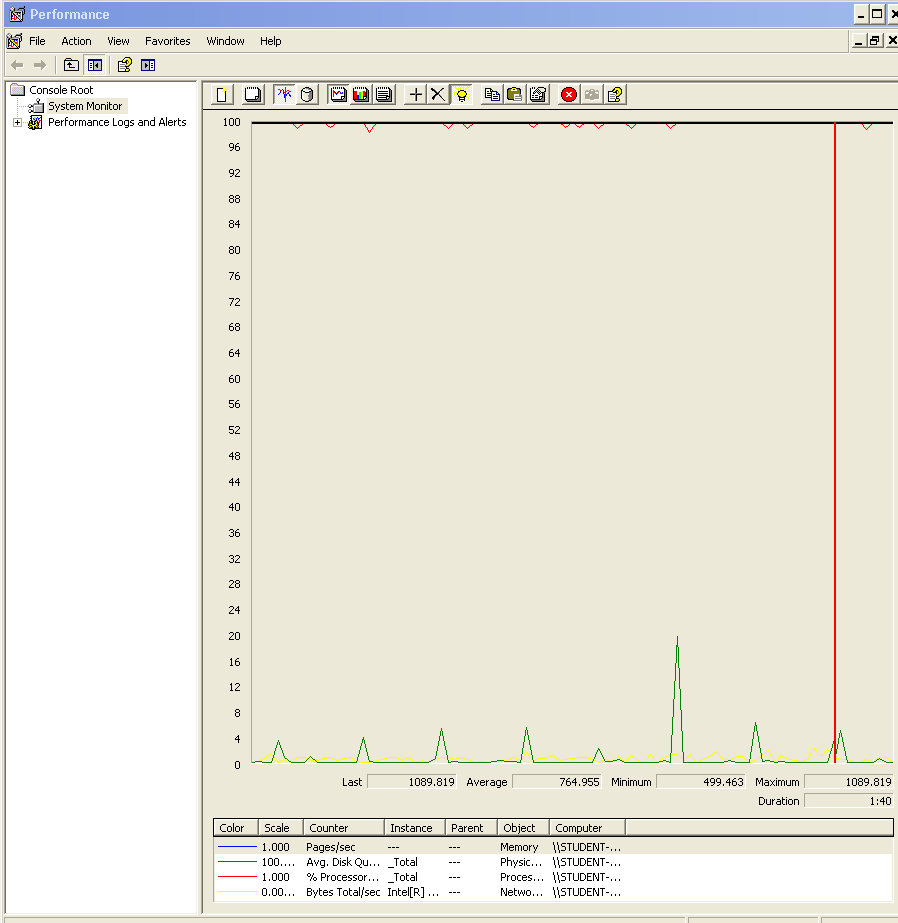 Performance
File Action View Favorites Window Help
Console Root
System Monitor
Performance Logs and Alerts
100
96
92
88
84
80
76
72
68
64
60
56
52
48
44
40
36
32
28
24
20
16
12
8
4
0
Last 1089.819 Average 764.955 Minimum 499.463 Maximum 1089.819
Duration 1:40
Color Scale Counter Instance Parent Object Computer
1.000 Pages/sec --- --- Memory \\STUDENT-...
100.... Avg. Disk Qu... _Total --- Physic... \\STUDENT-...
1.000 % Processor... _Total --- Proces... \\STUDENT-...
0.00... Bytes Total/sec Intel[R] ... --- Netwo... \\STUDENT-...